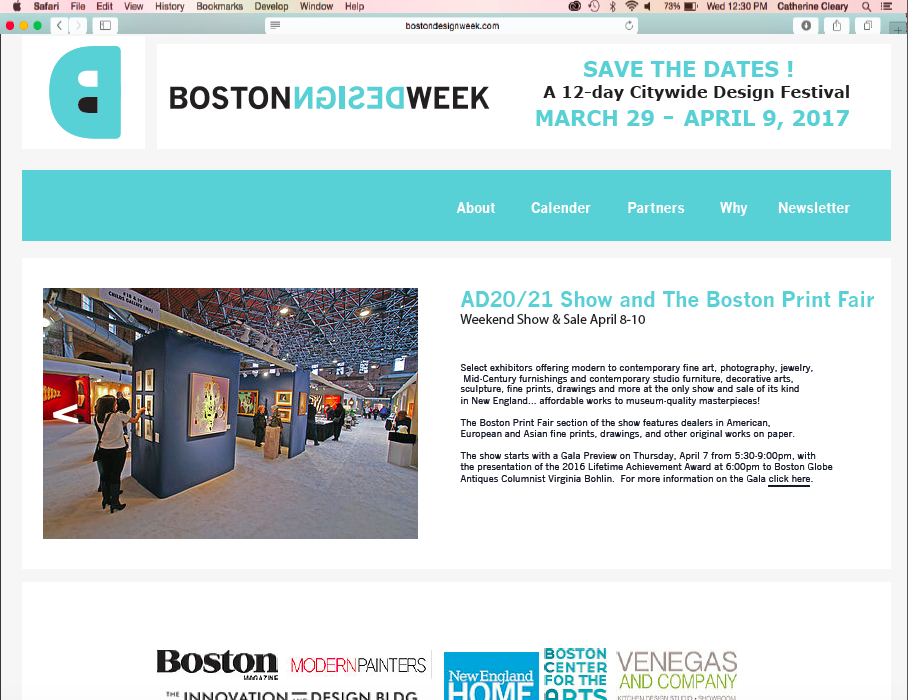 Safari File Edit View History Bookmarks Develop Window Help 73% Wed 12:30 PM Catherine Cleary
bostondesignweek.com
B
BOSTONDESIGNWEEK
SAVE THE DATES !
A 12-day Citywide Design Festival
MARCH 29 - APRIL 9, 2017
About Calender Partners Why Newsletter
CHILDS GALLERY (MA)
<
AD20/21 Show and The Boston Print Fair
Weekend Show & Sale April 8-10
Select exhibitors offering modern to contemporary fine art, photography, jewelry,
Mid-Century furnishings and contemporary studio furniture, decorative arts,
sculpture, fine prints, drawings and more at the only show and sale of its kind
in New England... affordable works to museum-quality masterpieces!
The Boston Print Fair section of the show features dealers in American,
European and Asian fine prints, drawings, and other original works on paper.
The show starts with a Gala Preview on Thursday, April 7 from 5:30-9:00pm, with
the presentation of the 2016 Lifetime Achievement Award at 6:00pm to Boston Globe
Antiques Columnist Virginia Bohlin. For more information on the Gala click here.
Boston
MAGAZINE
MODERNPAINTERS
THE INNOVATION AND DESIGN BLDG
New England
HOME
BOSTON
CENTER
FOR THE
ARTS
VENEGAS
AND COMPANY
KITCHEN DESIGN STUDIO • SHOWROOM